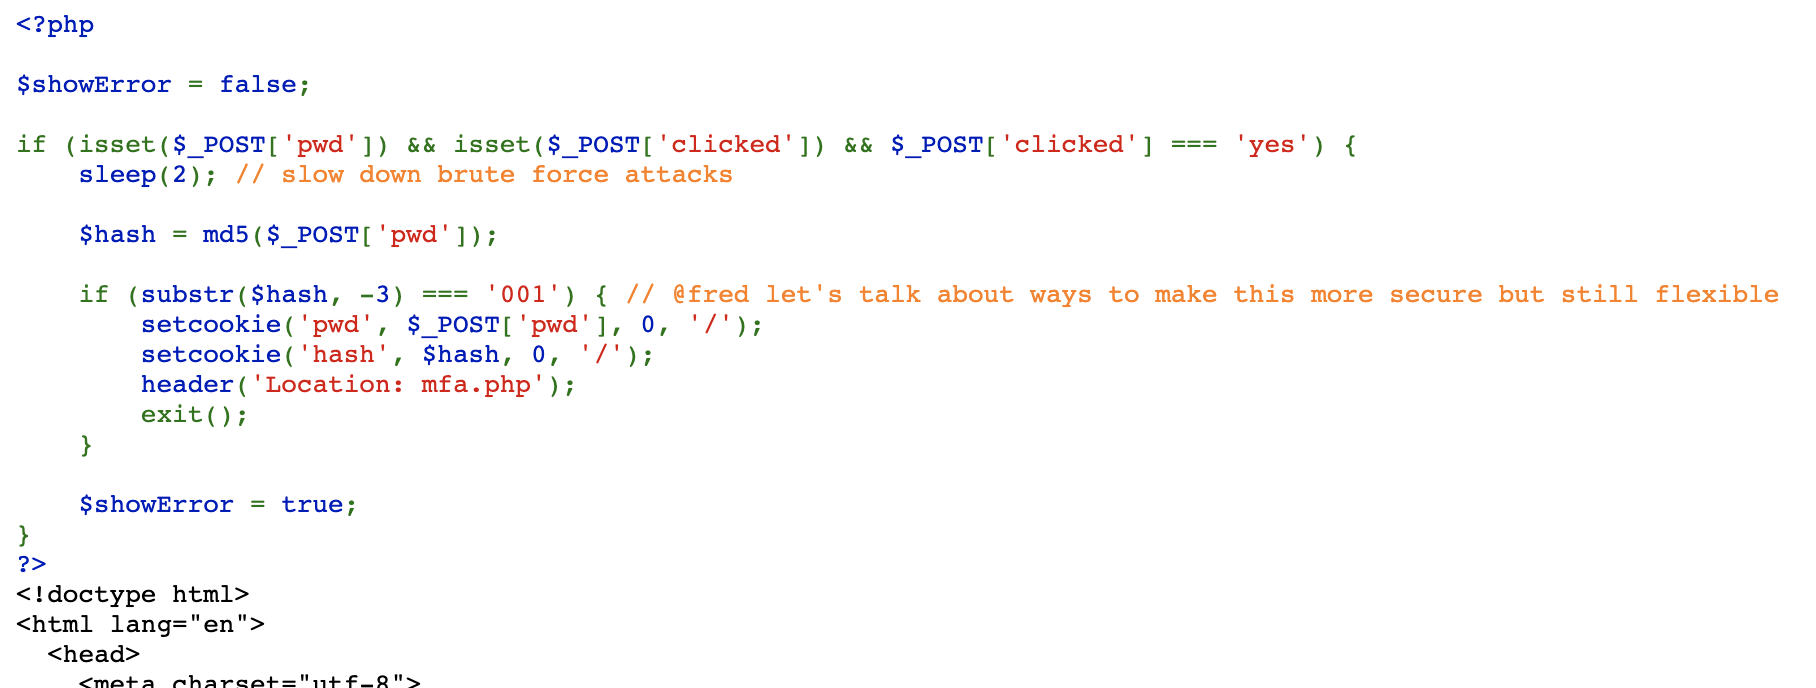 <?php
$showError = false;
if (isset($_POST['pwd']) && isset($_POST['clicked']) && $_POST['clicked'] === 'yes') {
    sleep(2); // slow down brute force attacks
    $hash = md5($_POST['pwd']);
    if (substr($hash, -3) === '001') { // @fred let's talk about ways to make this more secure but still flexible
        setcookie('pwd', $_POST['pwd'], 0, '/');
        setcookie('hash', $hash, 0, '/');
        header('Location: mfa.php');
        exit();
    }
    $showError = true;
}
?>
<!doctype html>
<html lang="en">
  <head>
    <meta charset="utf-8">